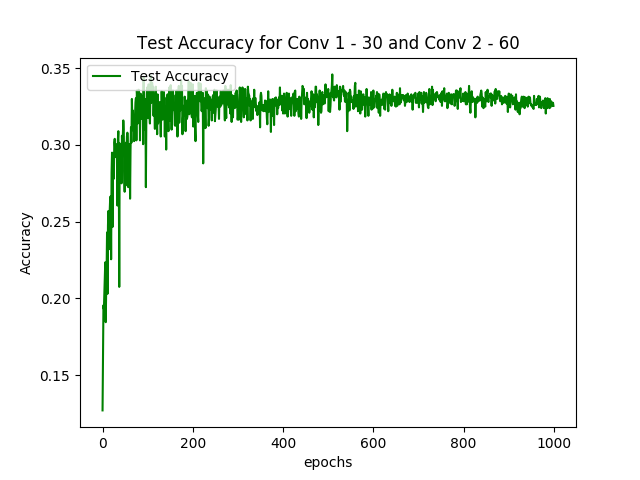 Test Accuracy for Conv 1 - 30 and Conv 2 - 60
Test Accuracy
0.35
0.30
0.25
0.20
0.15
Accuracy
0 200 400 600 800 1000
epochs